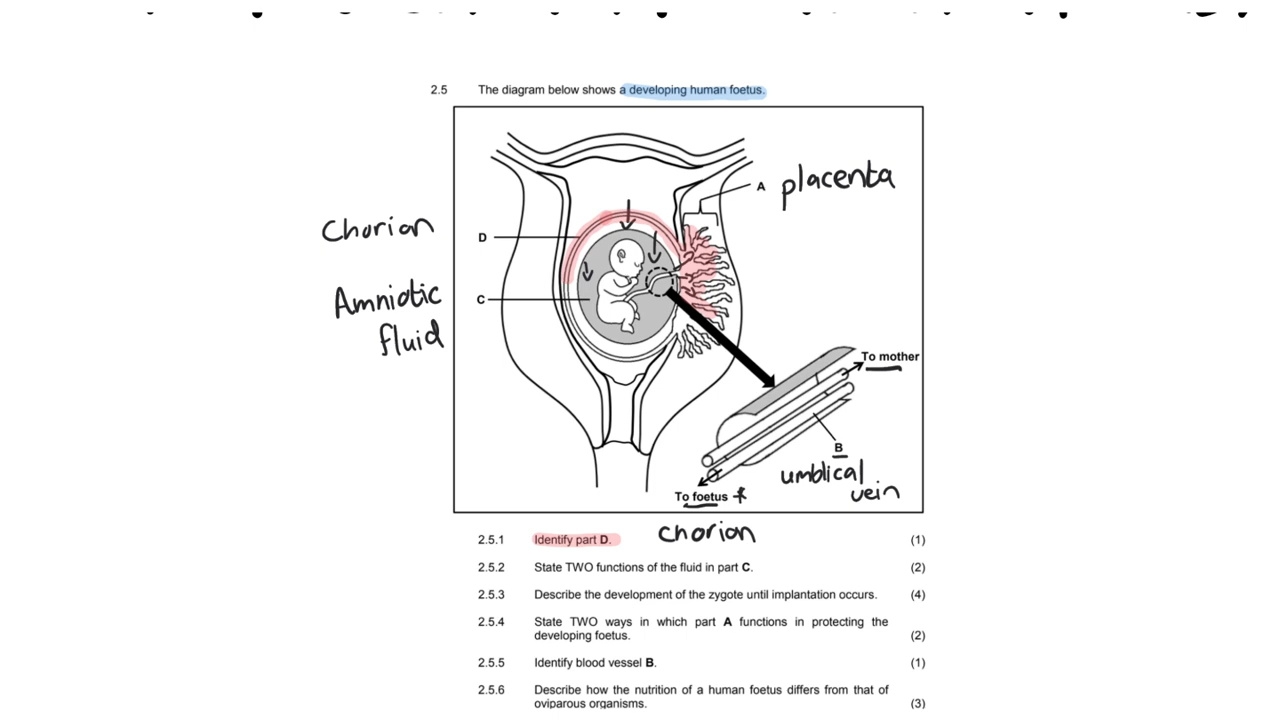 2.5 The diagram below shows a developing human foetus.
A placenta
Chorian
D
Amniotic
fluid
C
To mother
B
umblical
vein
To foetus *
chorian
2.5.1 Identify part D. (1)
2.5.2 State TWO functions of the fluid in part C. (2)
2.5.3 Describe the development of the zygote until implantation occurs. (4)
2.5.4 State TWO ways in which part A functions in protecting the
developing foetus. (2)
2.5.5 Identify blood vessel B. (1)
2.5.6 Describe how the nutrition of a human foetus differs from that of
oviparous organisms. (3)